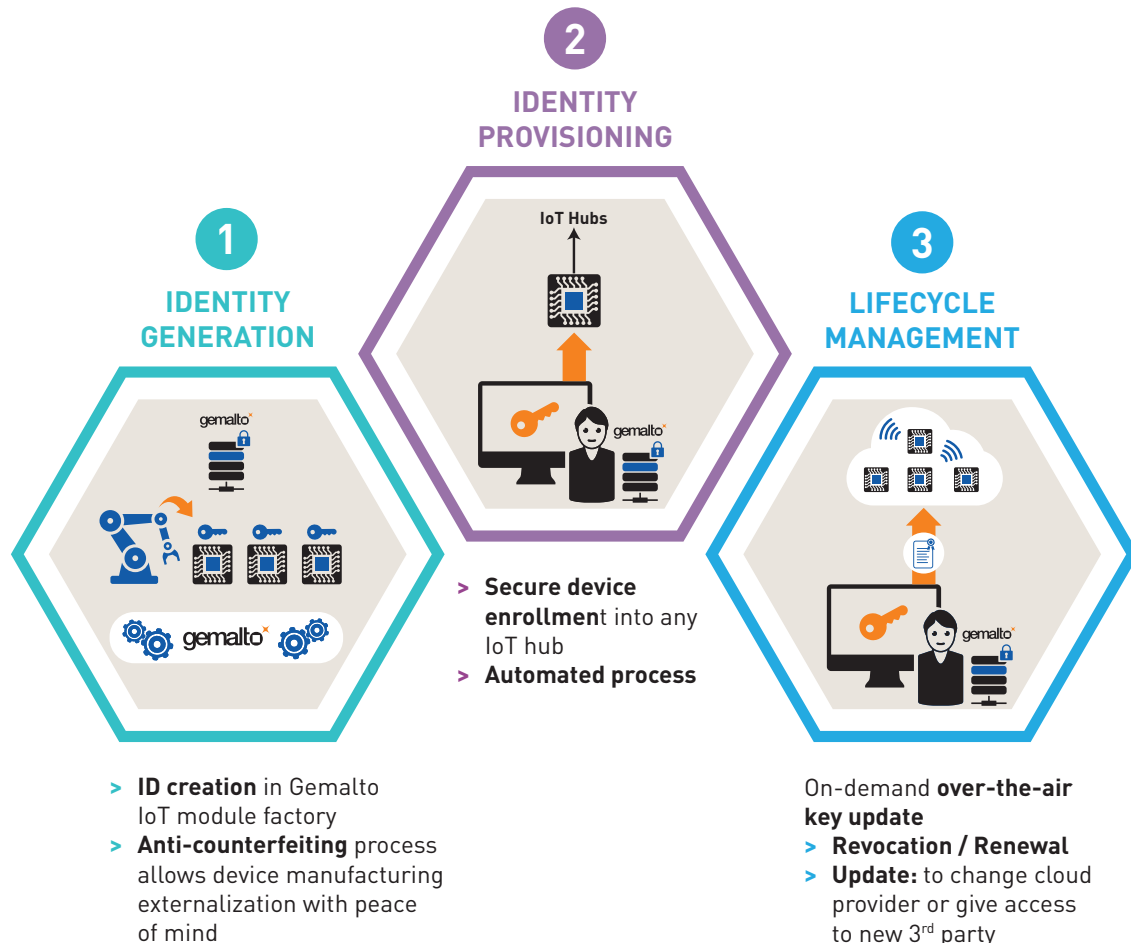 2
IDENTITY
PROVISIONING
IoT Hubs
gemalto
> Secure device
enrollment into any
IoT hub
> Automated process
1
IDENTITY
GENERATION
gemalto
gemalto
> ID creation in Gemalto
IoT module factory
> Anti-counterfeiting process
allows device manufacturing
externalization with peace
of mind
3
LIFECYCLE
MANAGEMENT
gemalto
On-demand over-the-air
key update
> Revocation / Renewal
> Update: to change cloud
provider or give access
to new 3rd party